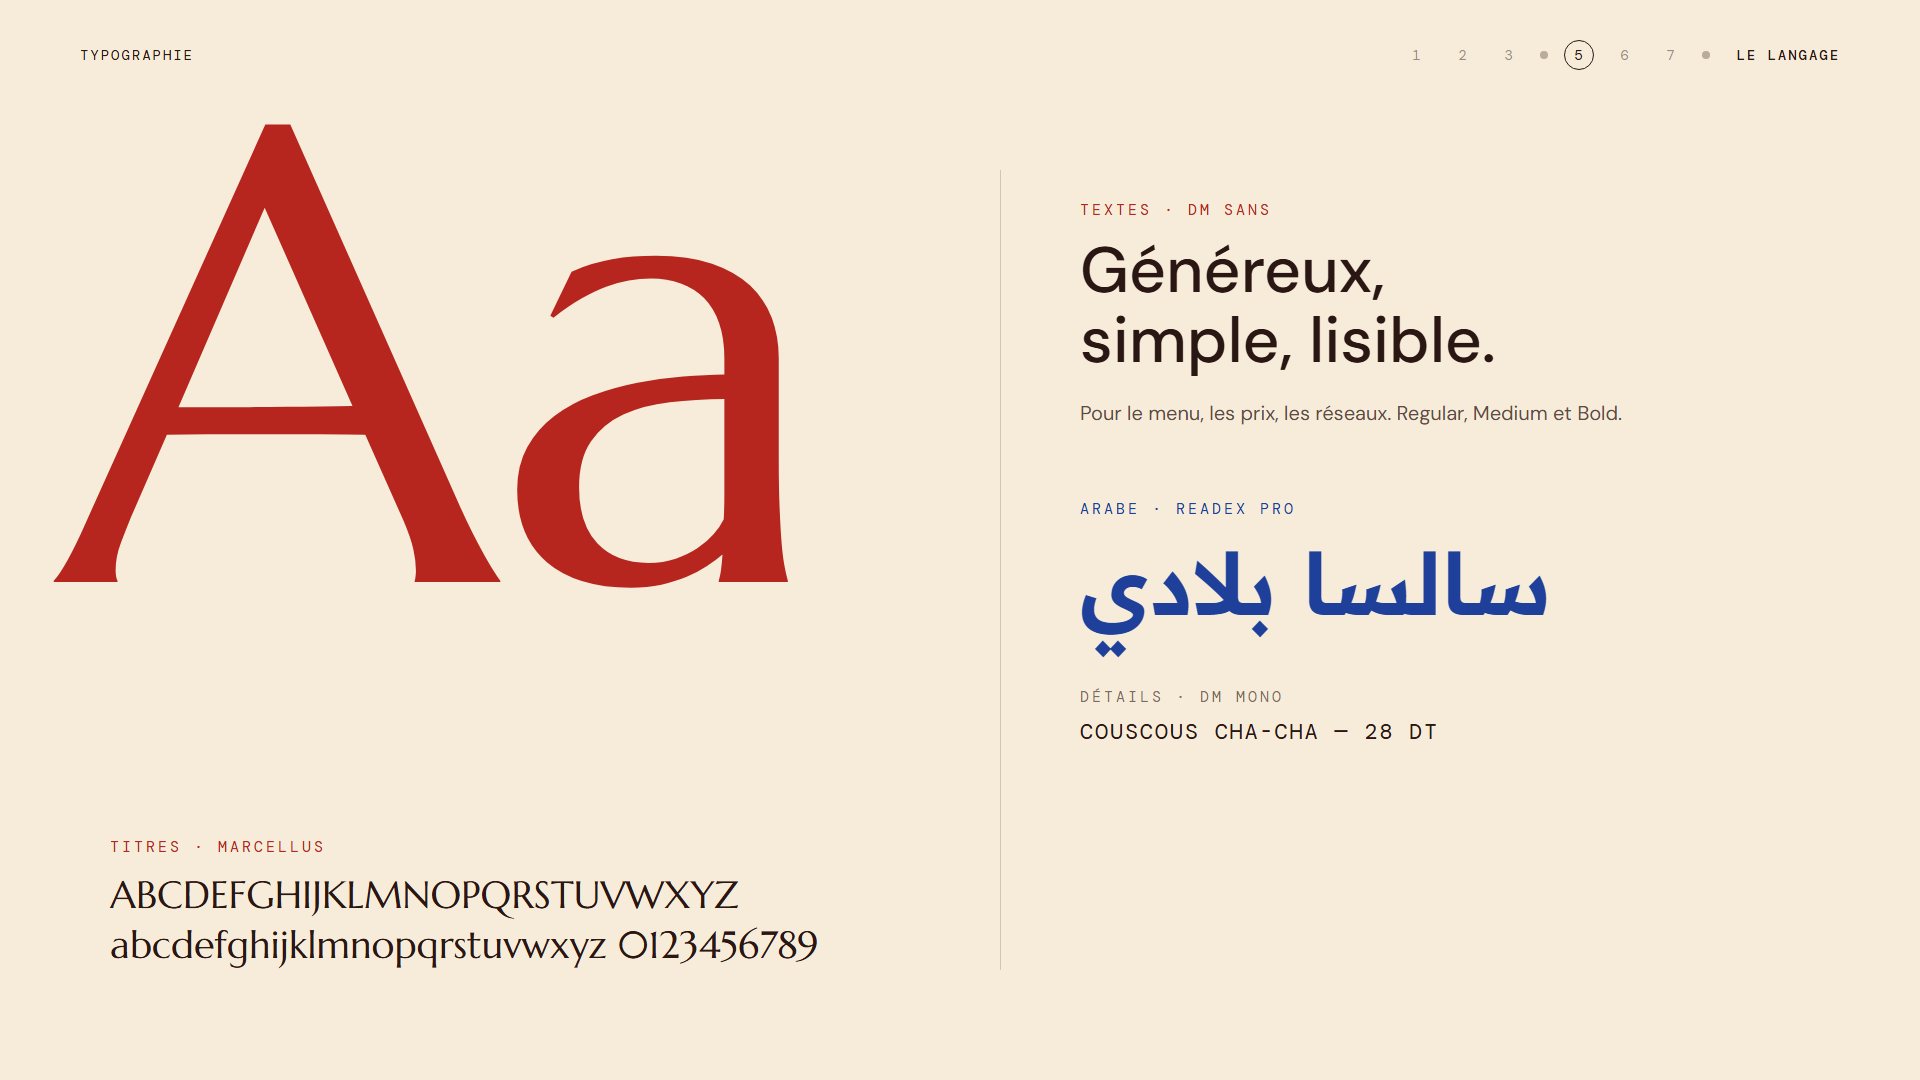 TYPOGRAPHIE
1 2 3 • 5 6 7 • LE LANGAGE
Aa
TITRES · MARCELLUS
ABCDEFGHIJKLMNOPQRSTUVWXYZ
abcdefghijklmnopqrstuvwxyz 0123456789
TEXTES · DM SANS
Généreux,
simple, lisible.
Pour le menu, les prix, les réseaux. Regular, Medium et Bold.
ARABE · READEX PRO
سالسا بلادي
DÉTAILS · DM MONO
COUSCOUS CHA-CHA — 28 DT